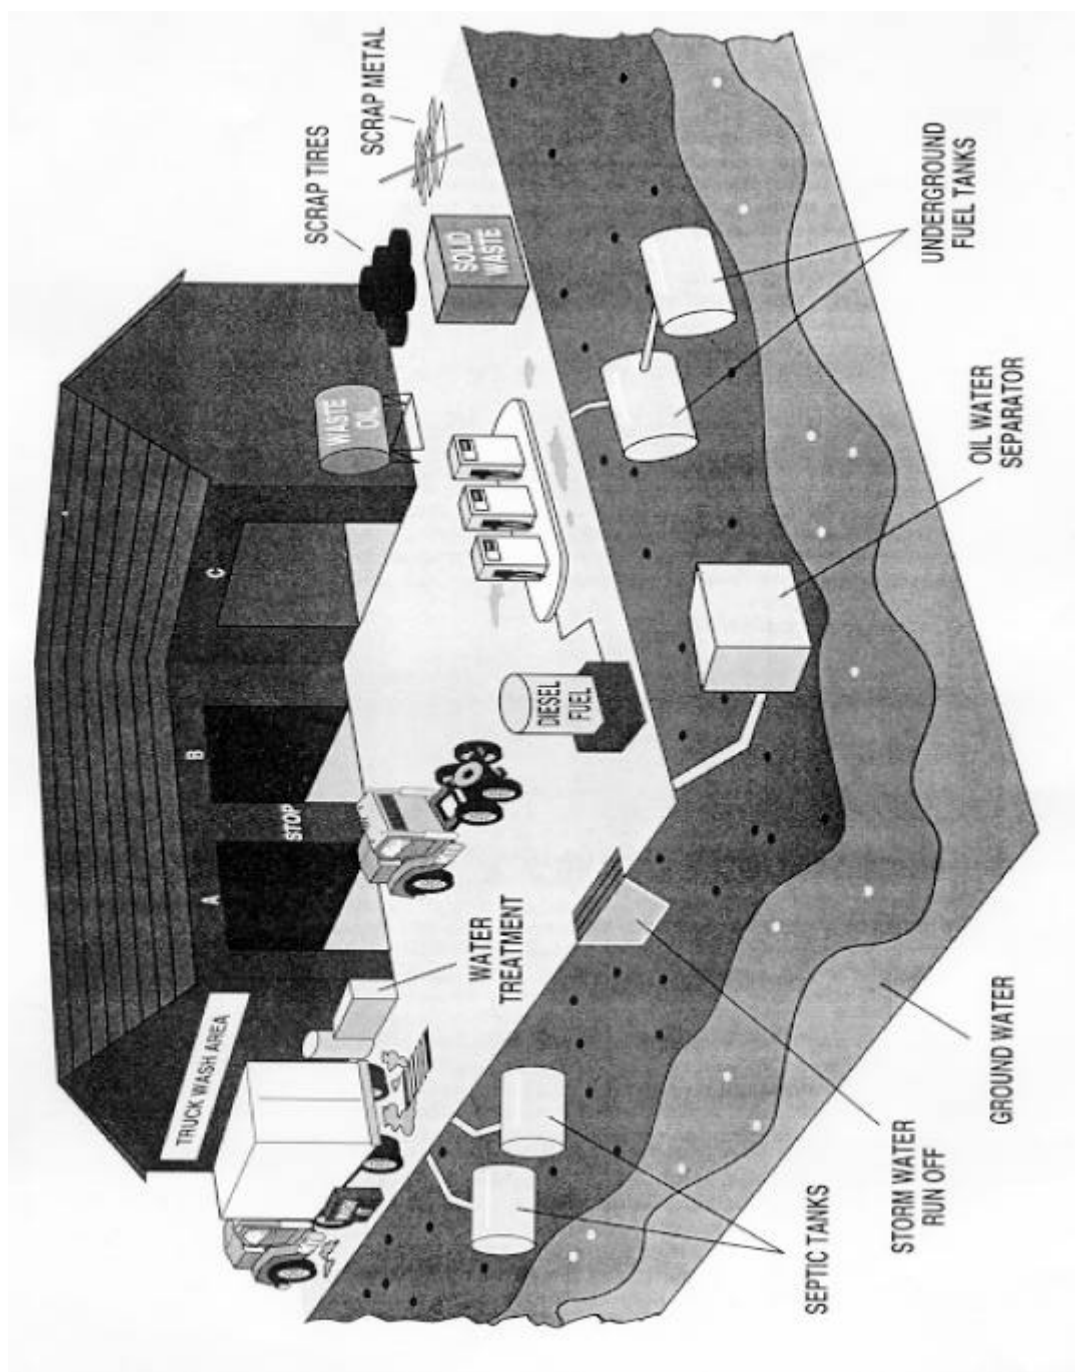 TRUCK WASH AREA
A
B
C
STOP
WATER
TREATMENT
WASTE
OIL
SCRAP TIRES
SCRAP METAL
SOLID
WASTE
DIESEL
FUEL
SEPTIC TANKS
STORM WATER
RUN OFF
GROUND WATER
OIL WATER
SEPARATOR
UNDERGROUND
FUEL TANKS